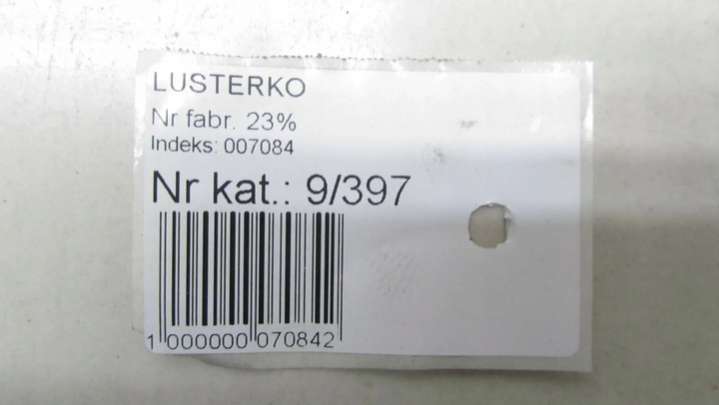 LUSTERKO
Nr fabr. 23%
Indeks: 007084
Nr kat.: 9/397
1 000000 070842